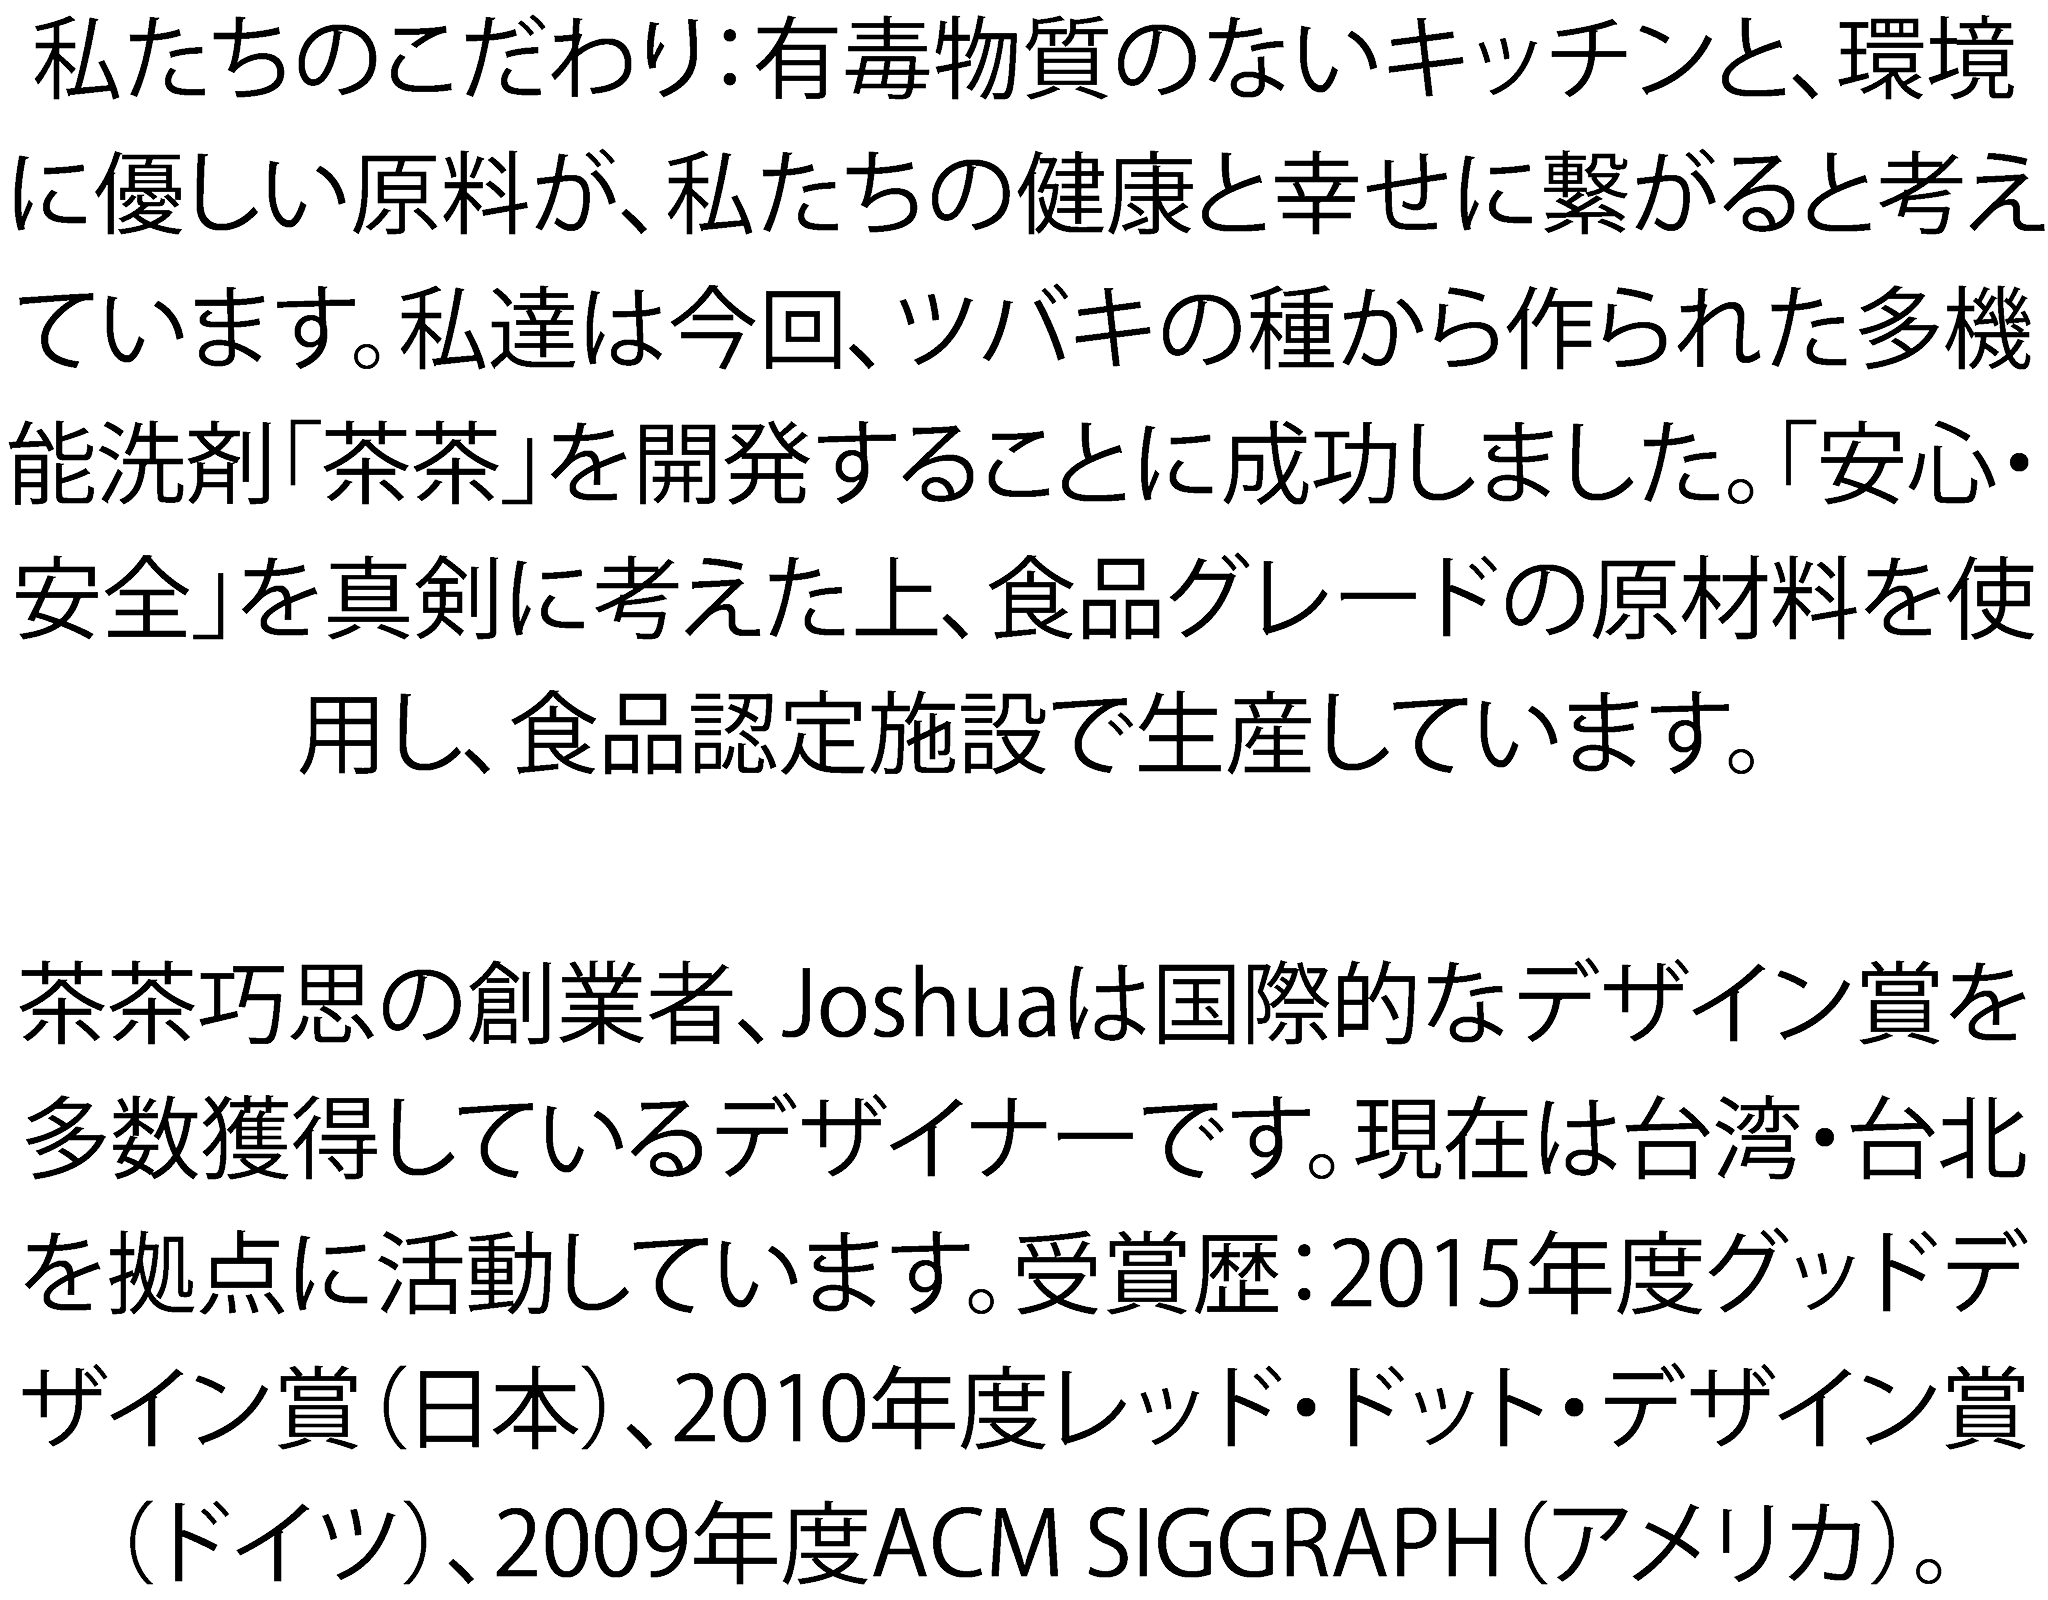 私たちのこだわり：有毒物質のないキッチンと、環境
に優しい原料が、私たちの健康と幸せに繋がると考え
ています。私達は今回、ツバキの種から作られた多機
能洗剤「茶茶」を開発することに成功しました。「安心・
安全」を真剣に考えた上、食品グレードの原材料を使
用し、食品認定施設で生産しています。
茶茶巧思の創業者、Joshuaは国際的なデザイン賞を
多数獲得しているデザイナーです。現在は台湾・台北
を拠点に活動しています。受賞歴：2015年度グッドデ
ザイン賞（日本）、2010年度レッド・ドット・デザイン賞
（ドイツ）、2009年度ACM SIGGRAPH（アメリカ）。